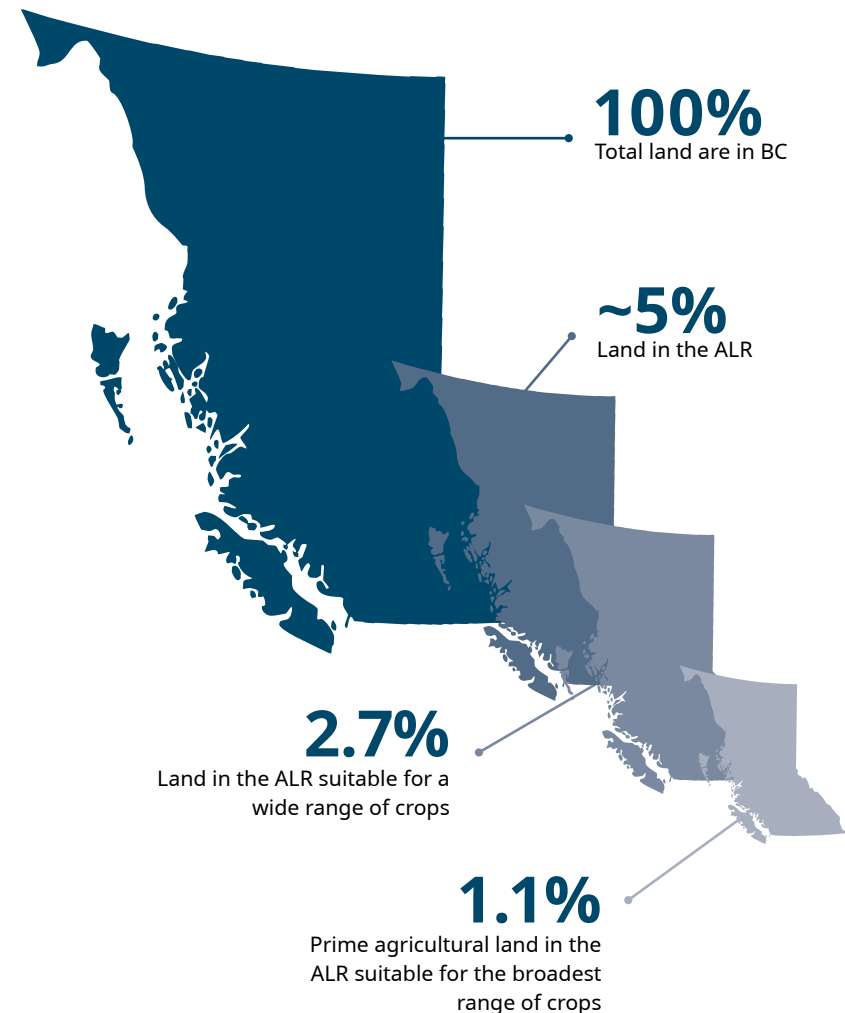 100%
Total land are in BC
~5%
Land in the ALR
2.7%
Land in the ALR suitable for a
wide range of crops
1.1%
Prime agricultural land in the
ALR suitable for the broadest
range of crops